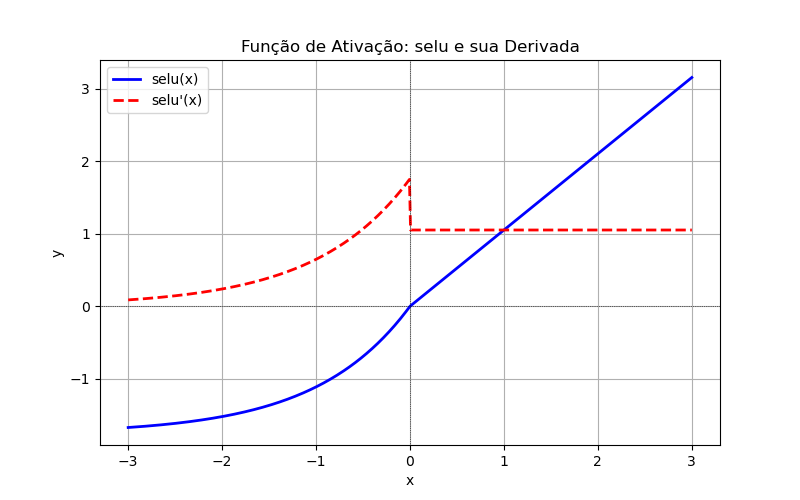 Função de Ativação: selu e sua Derivada
selu(x)
selu'(x)
3
2
1
0
−1
y
−3
−2
−1
0
1
2
3
x